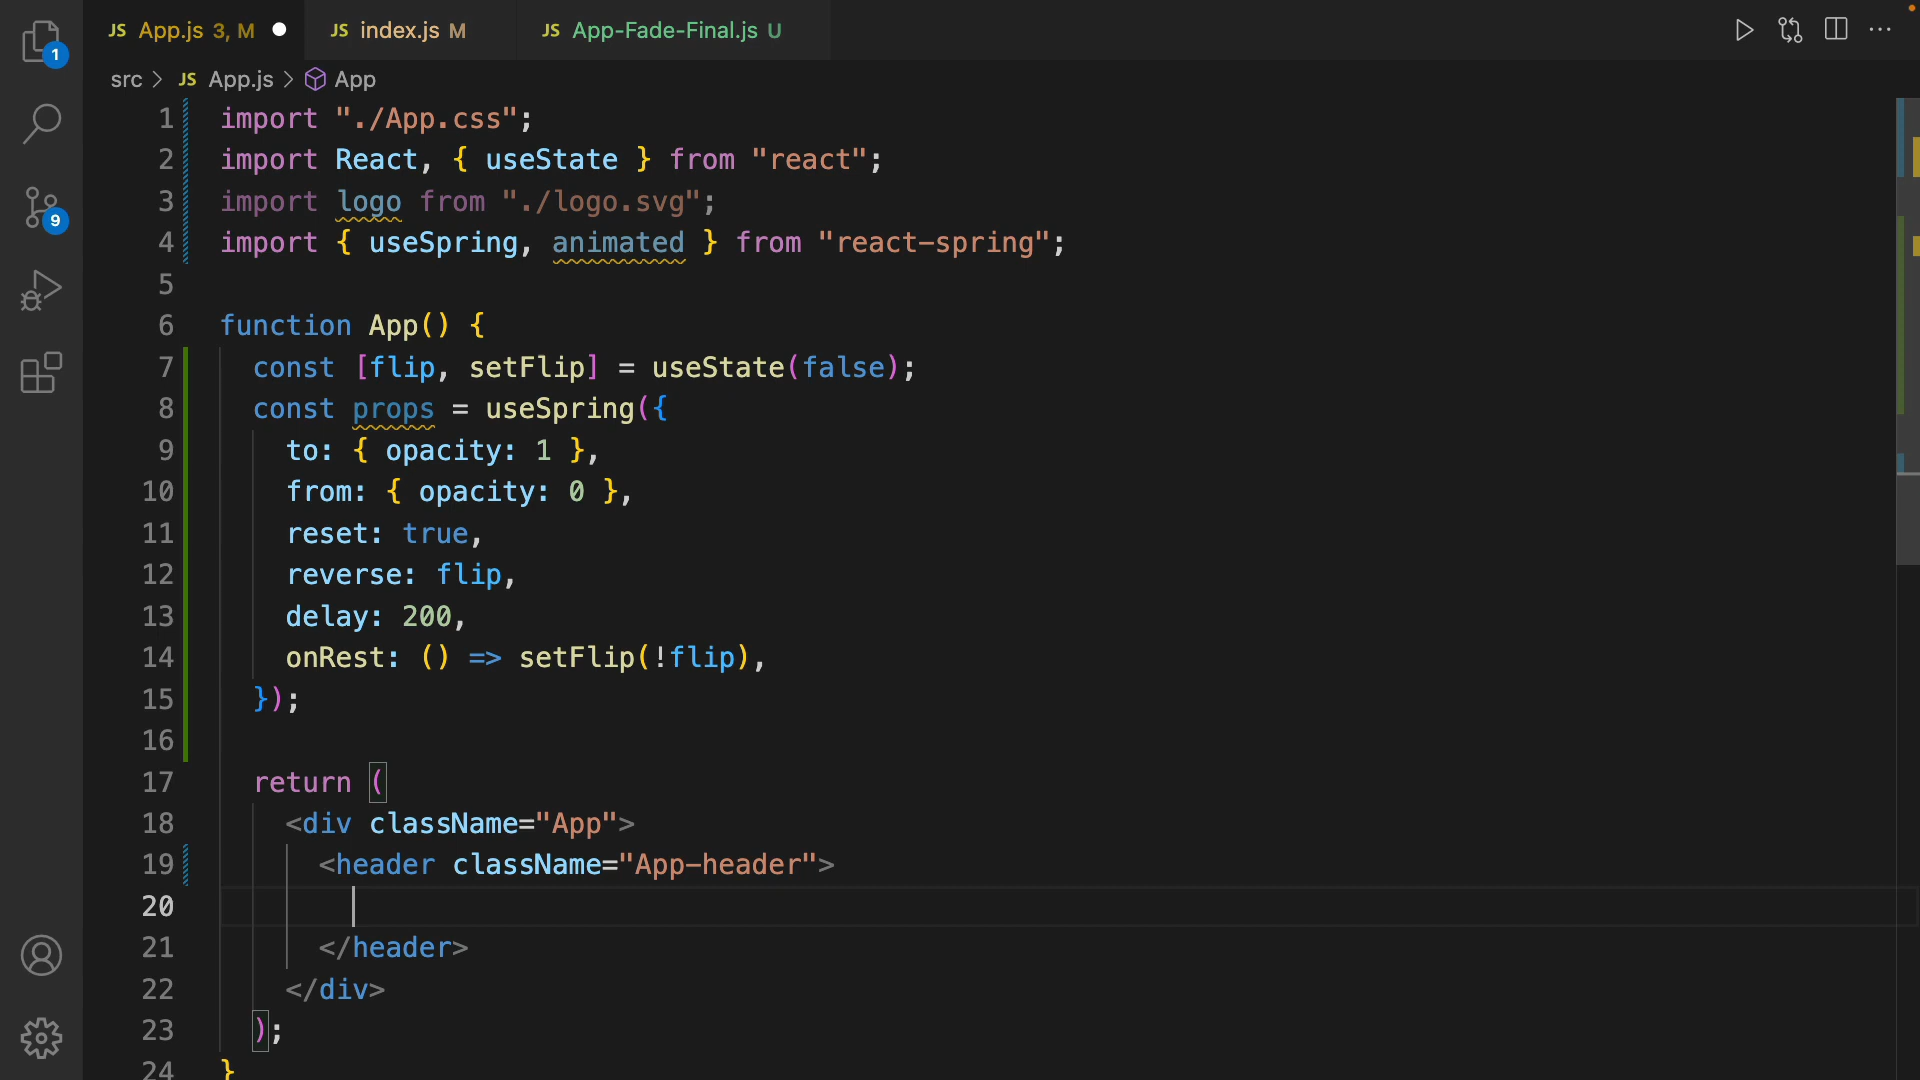 JS App.js 3, M
JS index.js M
JS App-Fade-Final.js U
1
9
src > JS App.js > App
1 import "./App.css";
2 import React, { useState } from "react";
3 import logo from "./logo.svg";
4 import { useSpring, animated } from "react-spring";
5
6 function App() {
7 const [flip, setFlip] = useState(false);
8 const props = useSpring({
9 to: { opacity: 1 },
10 from: { opacity: 0 },
11 reset: true,
12 reverse: flip,
13 delay: 200,
14 onRest: () => setFlip(!flip),
15 });
16
17 return (
18 <div className="App">
19 <header className="App-header">
20
21 </header>
22 </div>
23 );
24 }